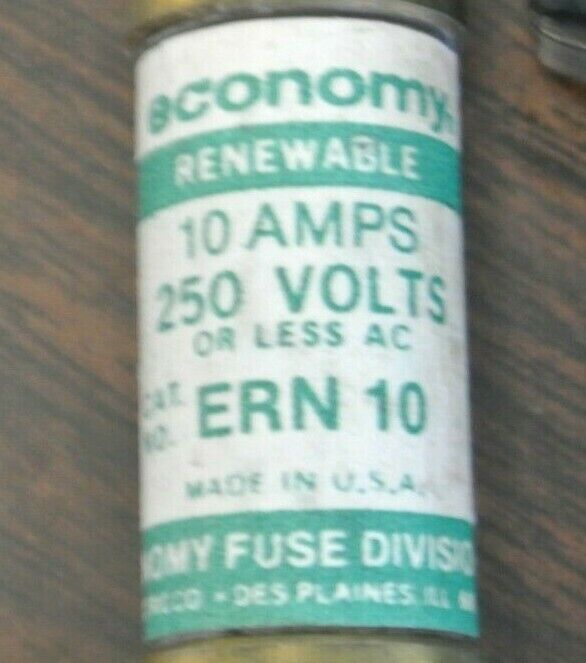 economy
RENEWABLE
10 AMPS
250 VOLTS
OR LESS AC
CAT.
NO. ERN 10
MADE IN U.S.A.
NOMY FUSE DIVISIO
DES PLAINES, ILL